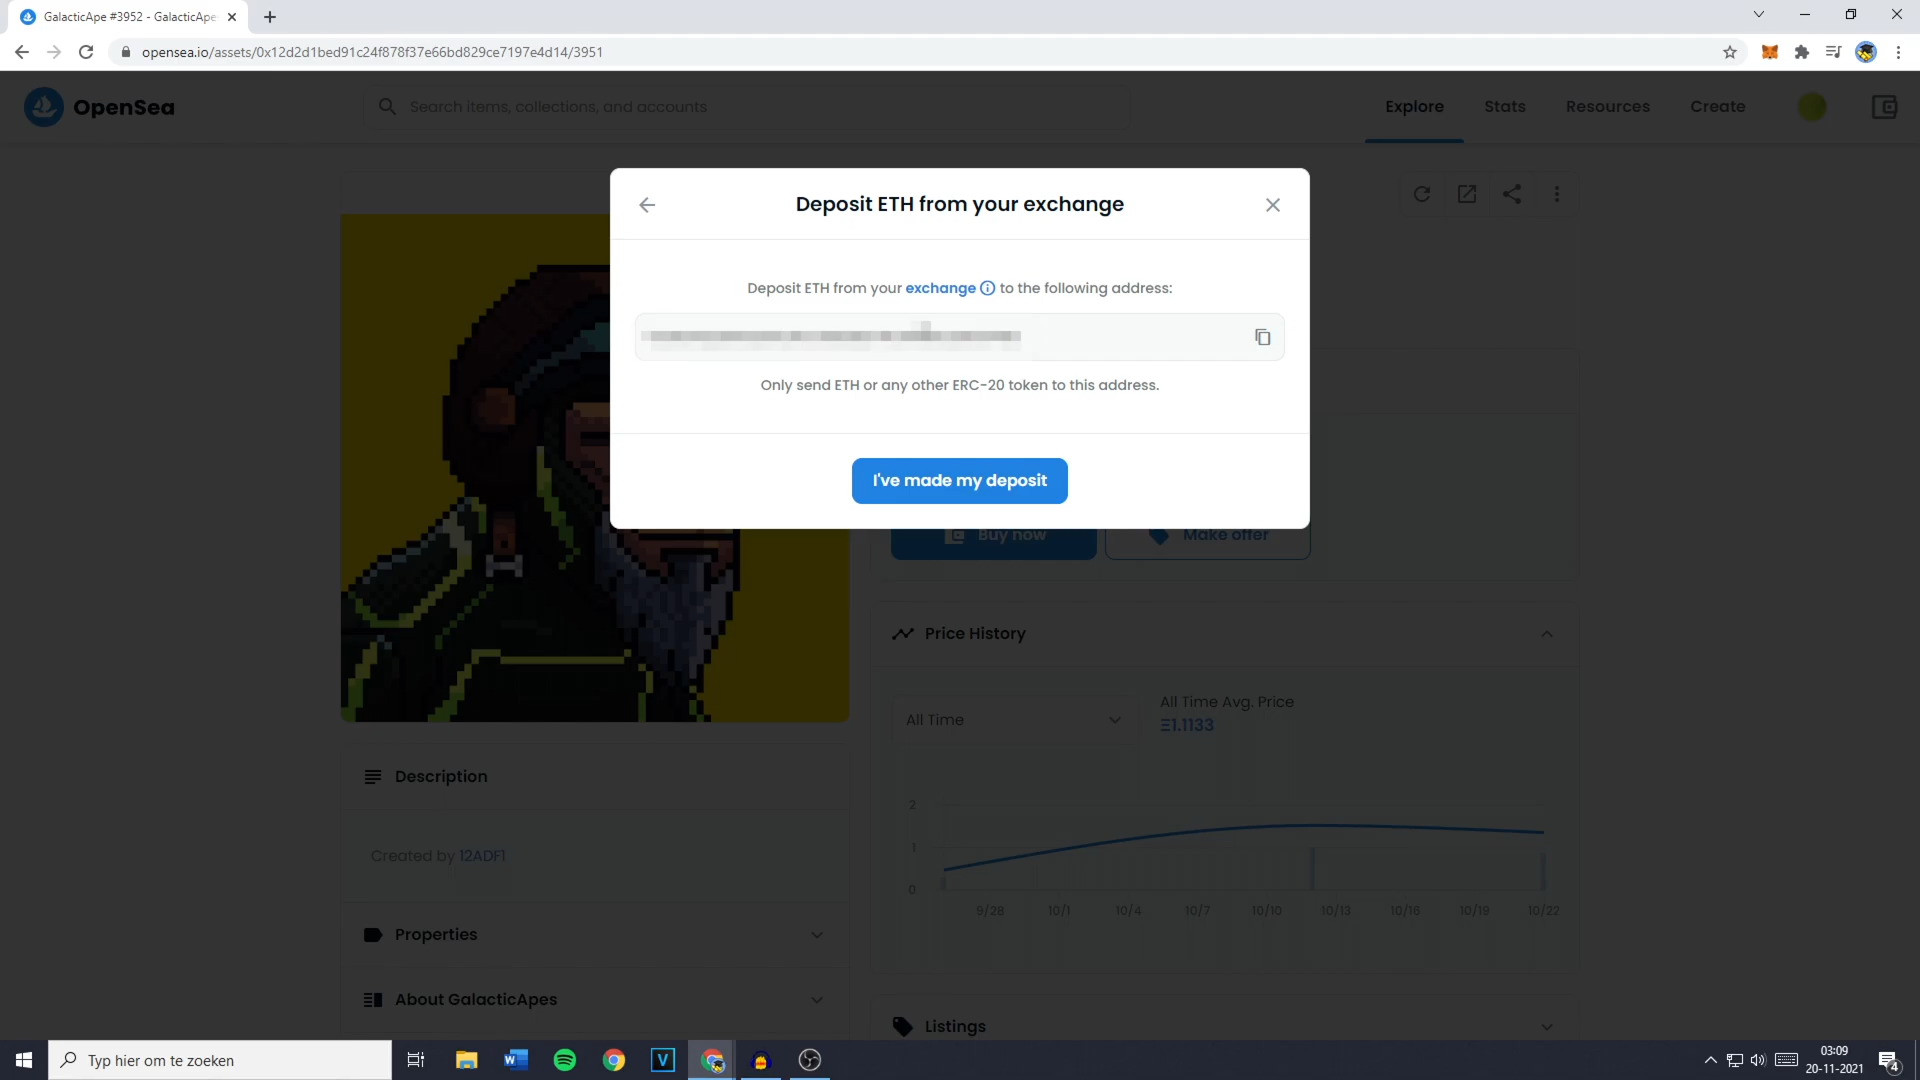 GalacticApe #3952 - GalacticApe
opensea.io/assets/0x12d2d1bed91c24f878f37e66bd829ce7197e4d14/3951
OpenSea
Search items, collections, and accounts
Explore
Stats
Resources
Create
Deposit ETH from your exchange
Deposit ETH from your exchange to the following address:
Only send ETH or any other ERC-20 token to this address.
I've made my deposit
Buy now
Make offer
Price History
All Time
All Time Avg. Price
Ξ1.1133
2
1
0
9/28
10/1
10/4
10/7
10/10
10/13
10/16
10/19
10/22
Description
Created by 12ADF1
Properties
About GalacticApes
Listings
Typ hier om te zoeken
03:09
20-11-2021
4